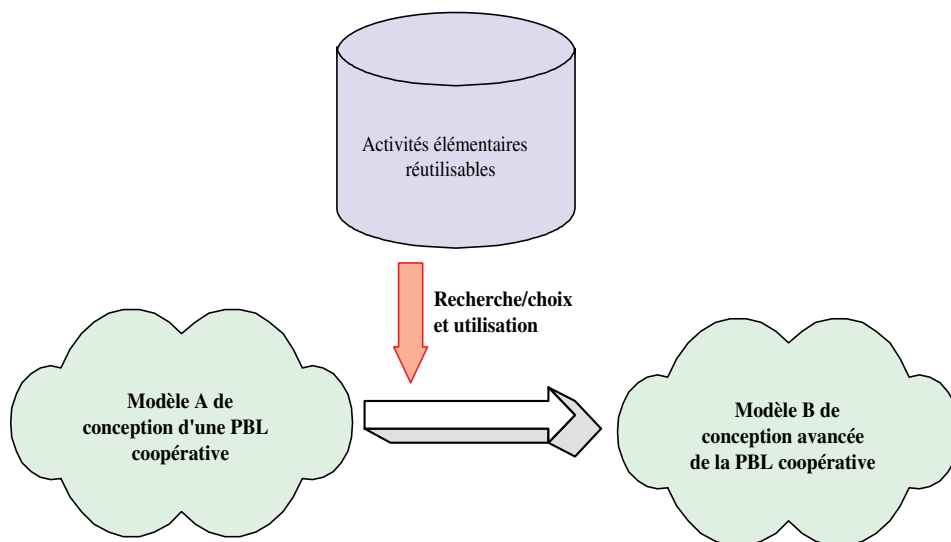 Activités élémentaires
réutilisables
Recherche/choix
et utilisation
Modèle A de
conception d'une PBL
coopérative
Modèle B de
conception avancée
de la PBL coopérative